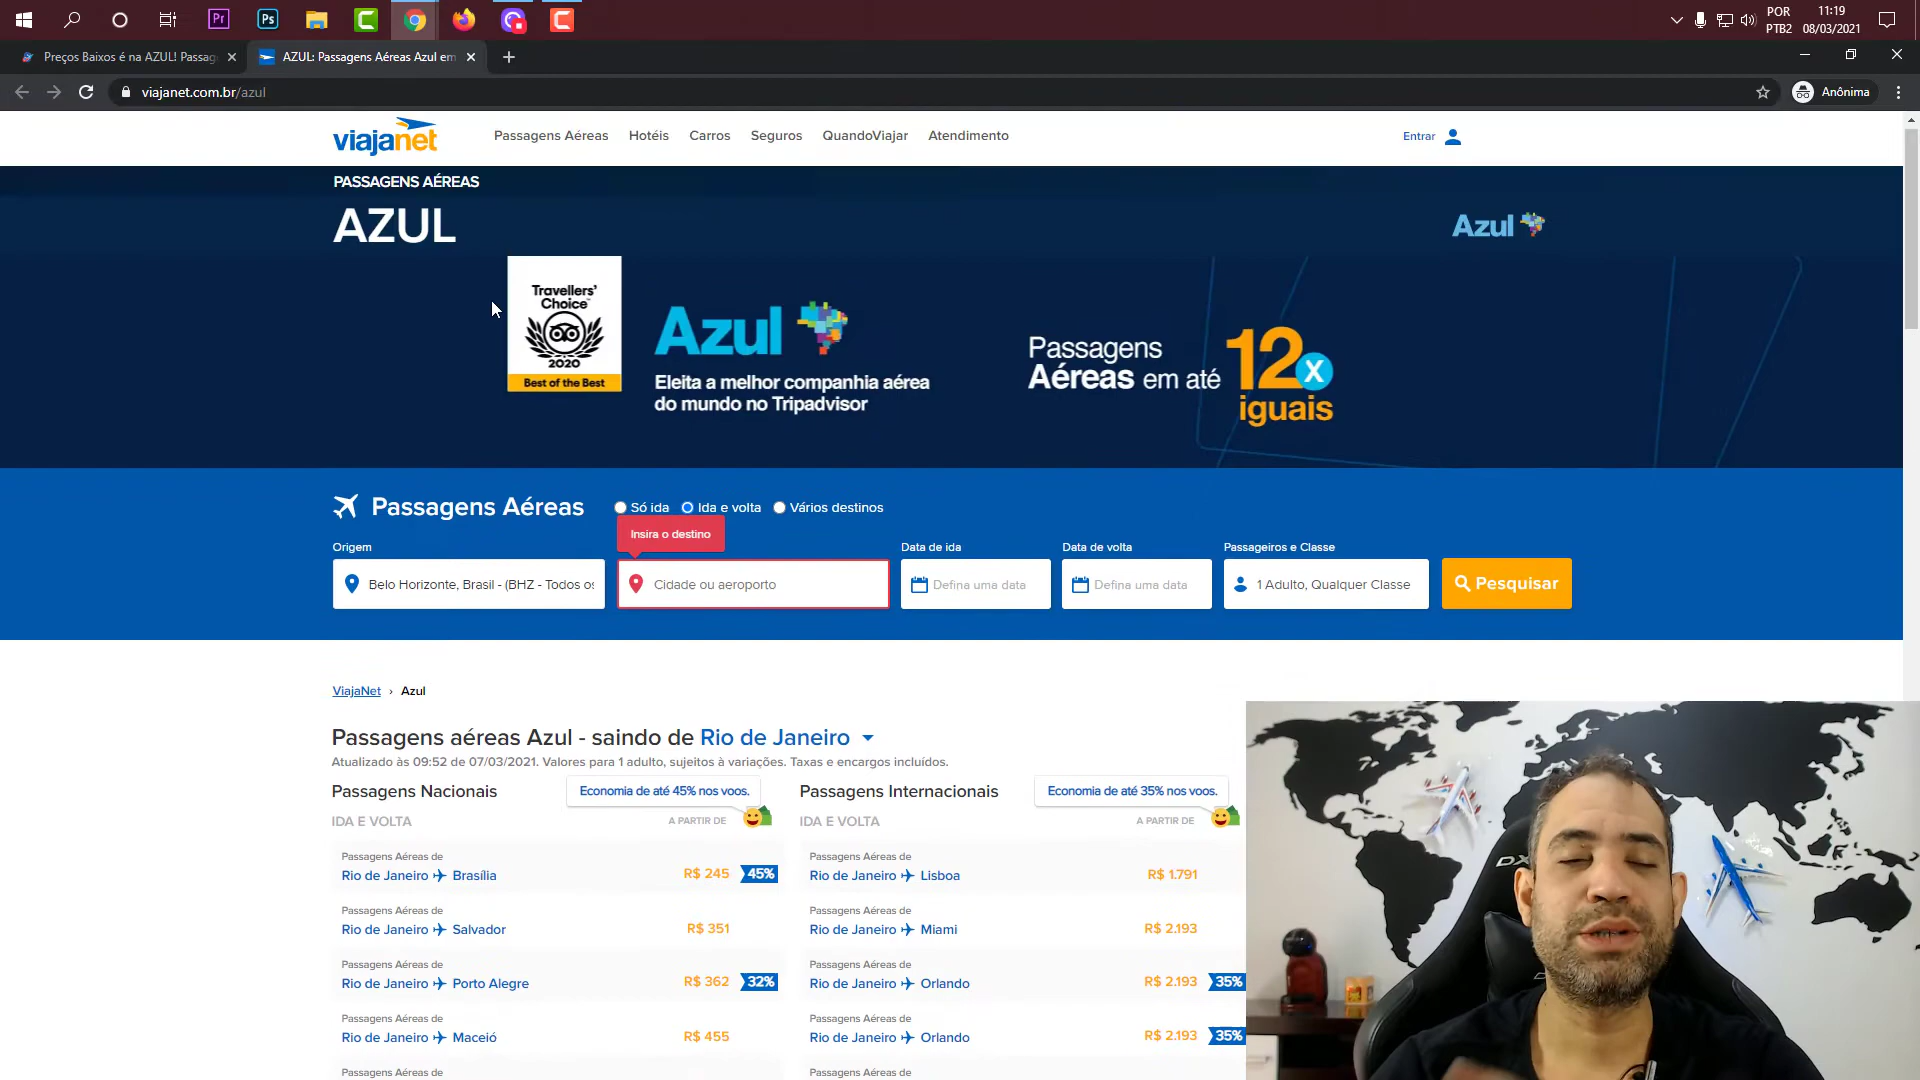 Pr
Ps
POR
PTB2
11:19
08/03/2021
Preços Baixos é na AZUL! Passag
AZUL: Passagens Aéreas Azul em
viajanet.com.br/azul
Anônima
viajanet
Passagens Aéreas
Hotéis
Carros
Seguros
QuandoViajar
Atendimento
Entrar
PASSAGENS AÉREAS
AZUL
Azul
Travellers'
Choice
2020
Best of the Best
Azul
Eleita a melhor companhia aérea
do mundo no Tripadvisor
Passagens
Aéreas em até
12x
iguais
Passagens Aéreas
Só ida
Ida e volta
Vários destinos
Insira o destino
Origem
Data de ida
Data de volta
Passageiros e Classe
Belo Horizonte, Brasil - (BHZ - Todos os
Cidade ou aeroporto
Defina uma data
Defina uma data
1 Adulto, Qualquer Classe
Pesquisar
ViajaNet › Azul
Passagens aéreas Azul - saindo de Rio de Janeiro
Atualizado às 09:52 de 07/03/2021. Valores para 1 adulto, sujeitos à variações. Taxas e encargos incluídos.
Passagens Nacionais
Economia de até 45% nos voos.
IDA E VOLTA
A PARTIR DE
Passagens Aéreas de
Rio de Janeiro Brasília
R$ 245
45%
Passagens Aéreas de
Rio de Janeiro Salvador
R$ 351
Passagens Aéreas de
Rio de Janeiro Porto Alegre
R$ 362
32%
Passagens Aéreas de
Rio de Janeiro Maceió
R$ 455
Passagens Aéreas de
Passagens Internacionais
Economia de até 35% nos voos.
IDA E VOLTA
A PARTIR DE
Passagens Aéreas de
Rio de Janeiro Lisboa
R$ 1.791
Passagens Aéreas de
Rio de Janeiro Miami
R$ 2.193
Passagens Aéreas de
Rio de Janeiro Orlando
R$ 2.193
35%
Passagens Aéreas de
Rio de Janeiro Orlando
R$ 2.193
35%
Passagens Aéreas de